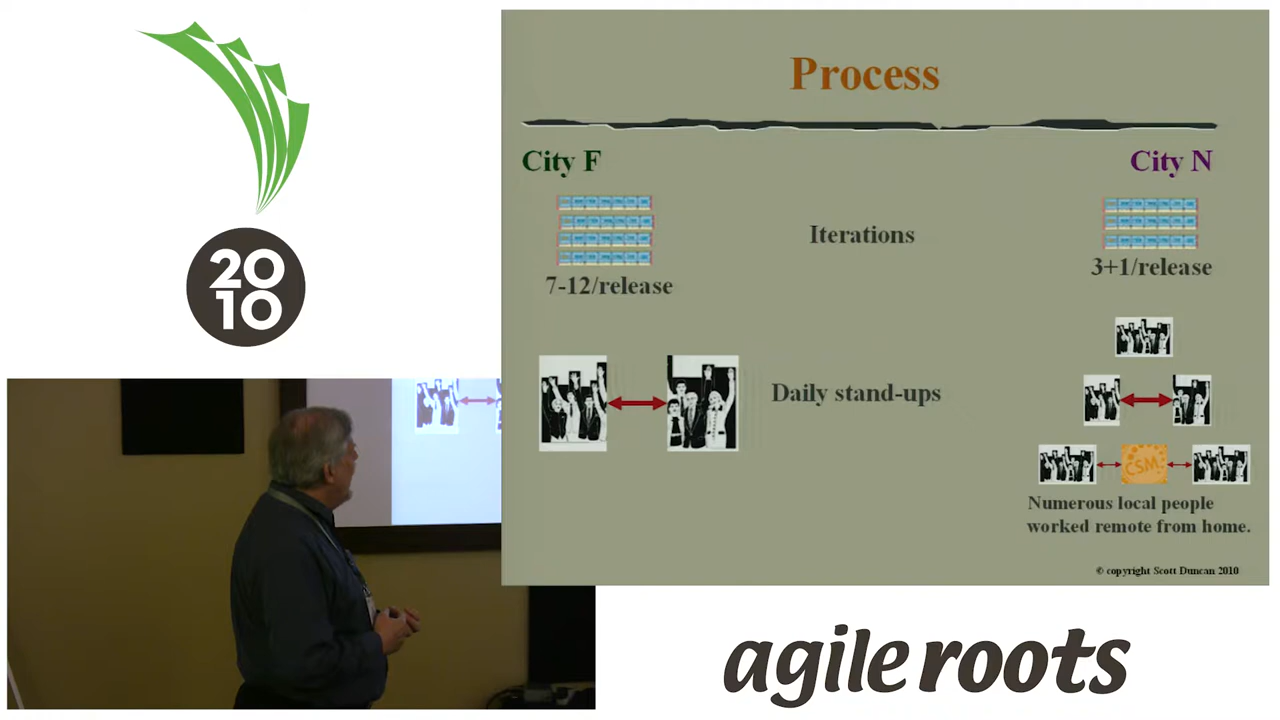 20
10
Process
City F
City N
Iterations
7-12/release
3+1/release
Daily stand-ups
CSM
Numerous local people
worked remote from home.
© copyright Scott Duncan 2010
agile roots